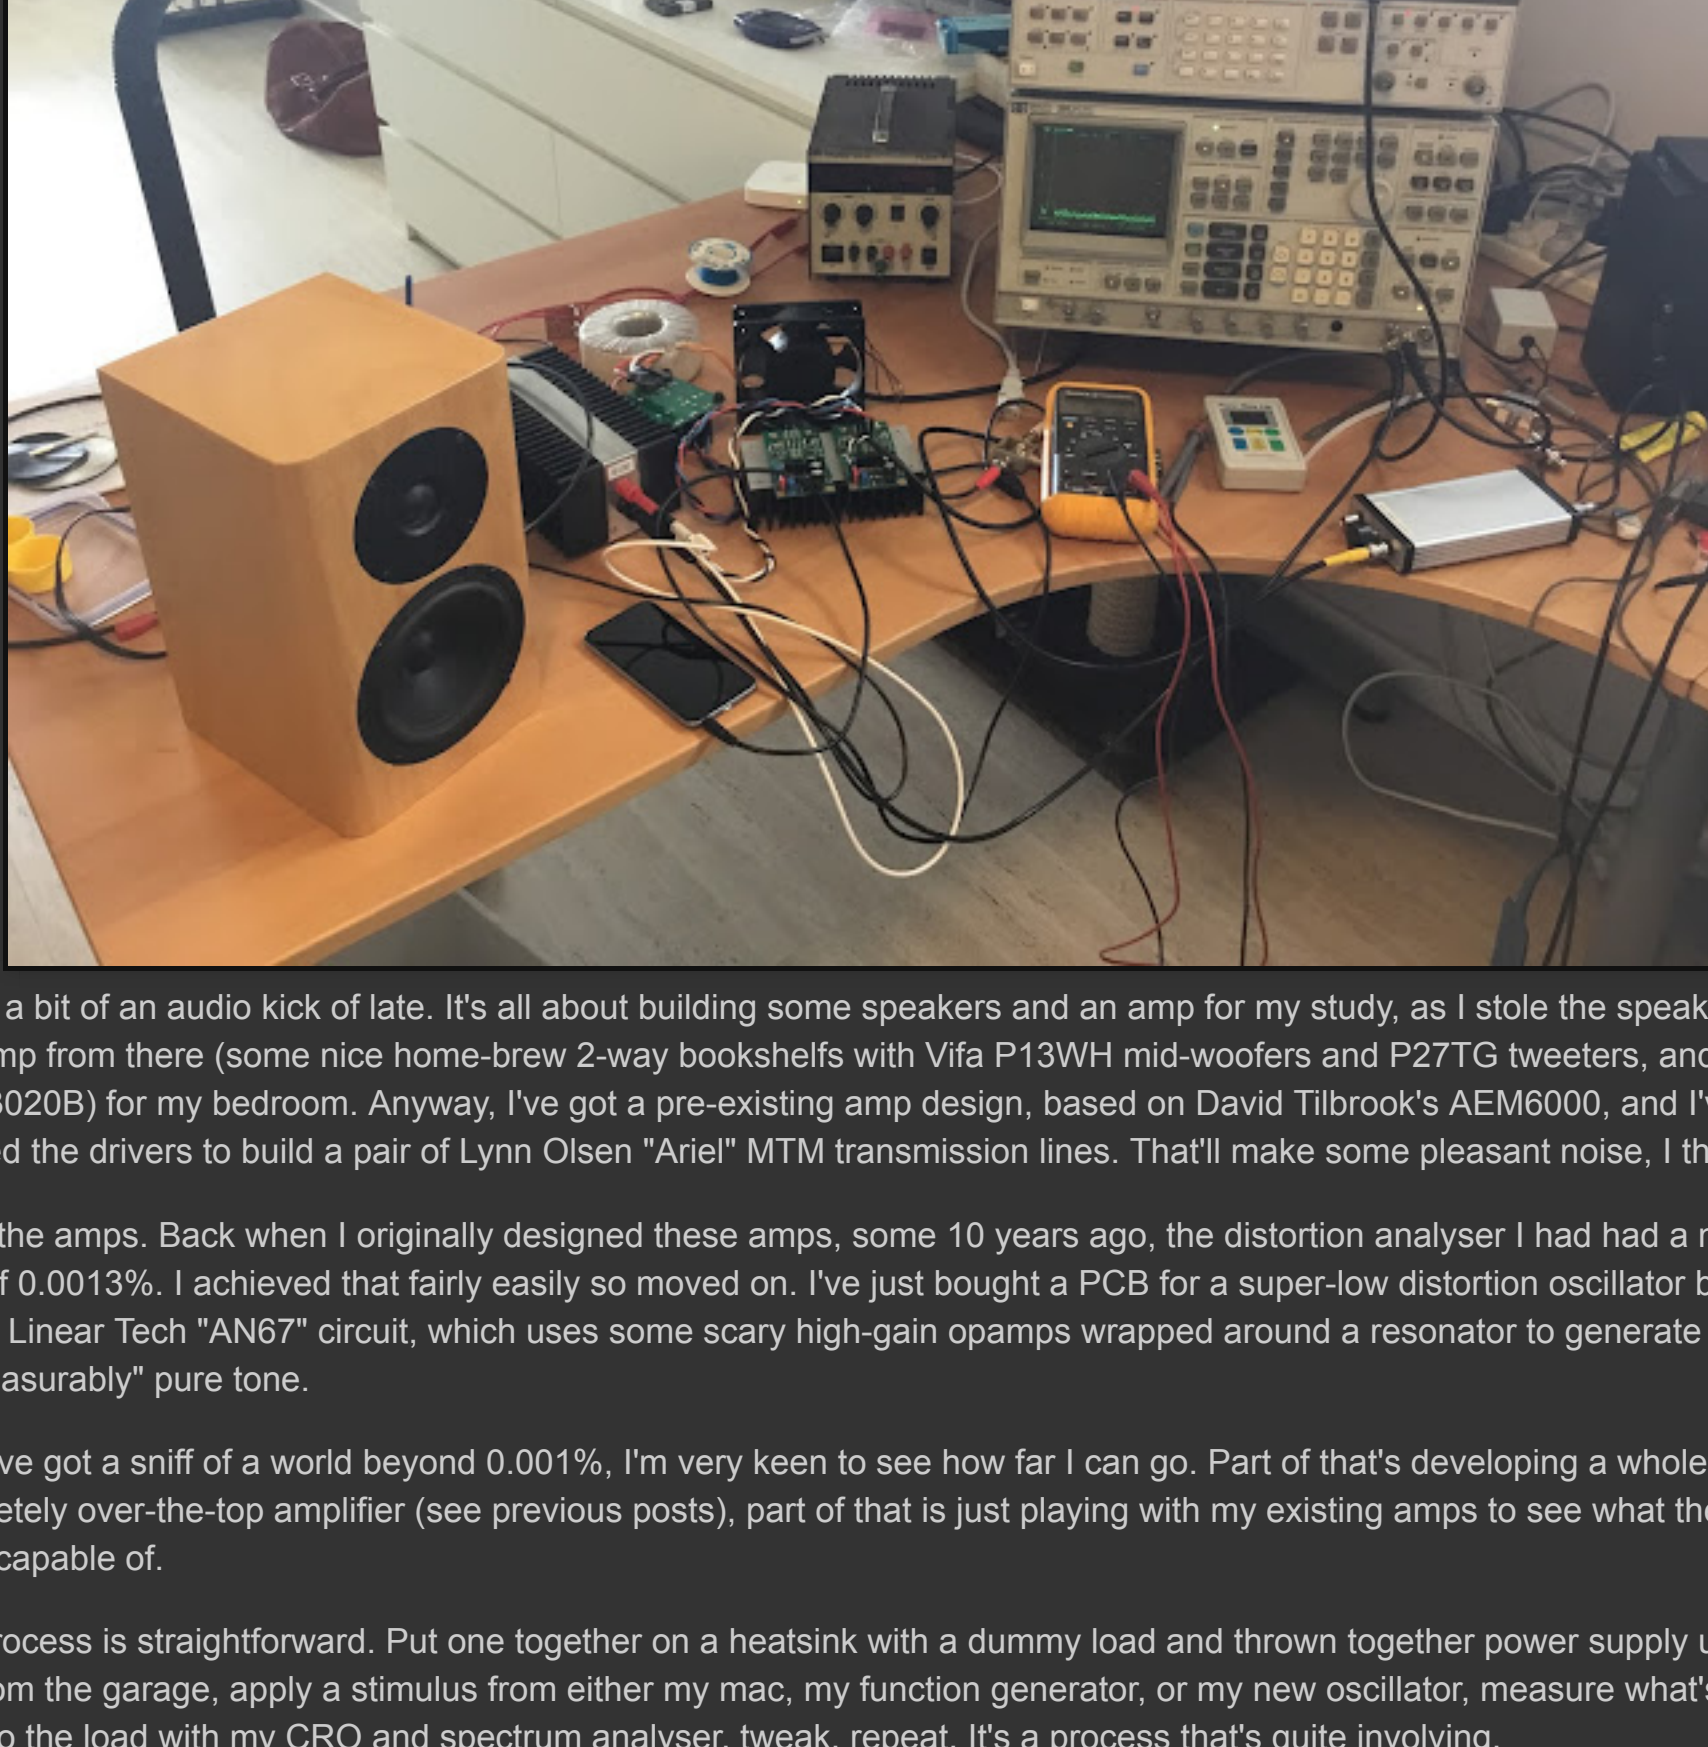 a bit of an audio kick of late. It's all about building some speakers and an amp for my study, as I stole the speak
mp from there (some nice home-brew 2-way bookshelfs with Vifa P13WH mid-woofers and P27TG tweeters, and
3020B) for my bedroom. Anyway, I've got a pre-existing amp design, based on David Tilbrook's AEM6000, and I'v
ed the drivers to build a pair of Lynn Olsen "Ariel" MTM transmission lines. That'll make some pleasant noise, I th
the amps. Back when I originally designed these amps, some 10 years ago, the distortion analyser I had had a
f 0.0013%. I achieved that fairly easily so moved on. I've just bought a PCB for a super-low distortion oscillator b
Linear Tech "AN67" circuit, which uses some scary high-gain opamps wrapped around a resonator to generate
asurably" pure tone.
ve got a sniff of a world beyond 0.001%, I'm very keen to see how far I can go. Part of that's developing a whole
etely over-the-top amplifier (see previous posts), part of that is just playing with my existing amps to see what the
capable of.
rocess is straightforward. Put one together on a heatsink with a dummy load and thrown together power supply u
om the garage, apply a stimulus from either my mac, my function generator, or my new oscillator, measure what's
o the load with my CRO and spectrum analyser, tweak, repeat. It's a process that's quite involving.